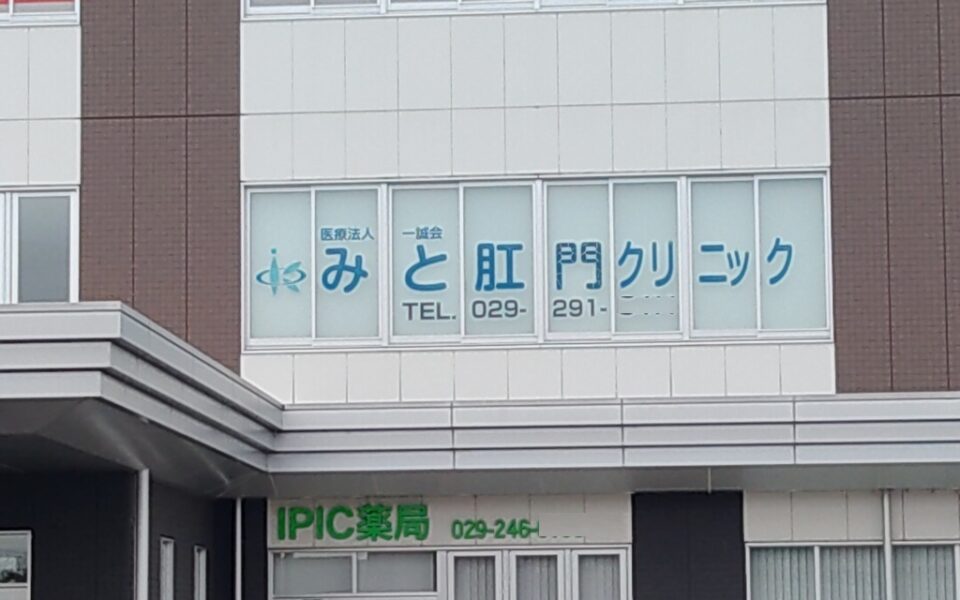 医療法人 一誠会
みと肛門クリニック
TEL. 029-291-
IPIC薬局 029-246-